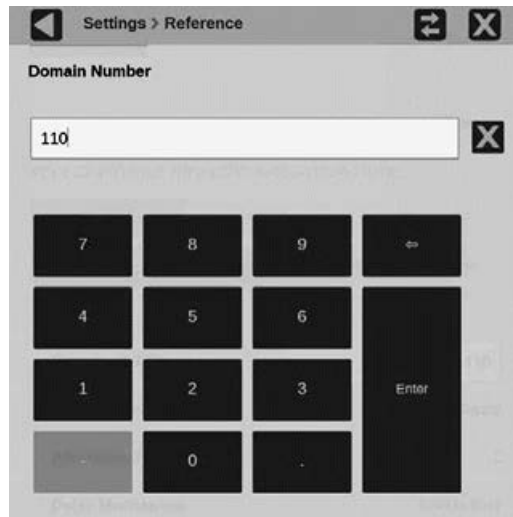 Settings > Reference
Domain Number
110
7 8 9 ⇦
4 5 6
1 2 3 Enter
- 0 .